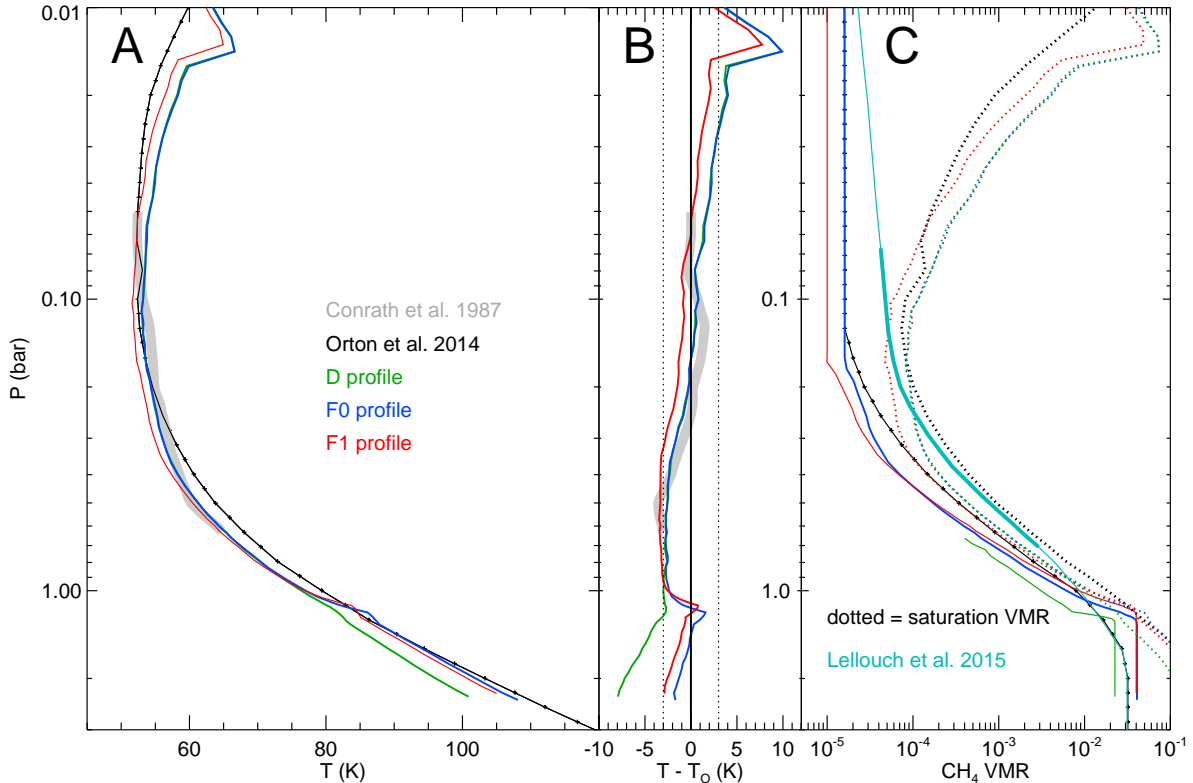 A
B
C
0.01
0.10
1.00
P (bar)
60
80
100
T (K)
Conrath et al. 1987
Orton et al. 2014
D profile
F0 profile
F1 profile
-10
-5
0
5
10
T - T_O (K)
0.1
1.0
dotted = saturation VMR
Lellouch et al. 2015
10^-5
10^-4
10^-3
10^-2
10^-1
CH_4 VMR